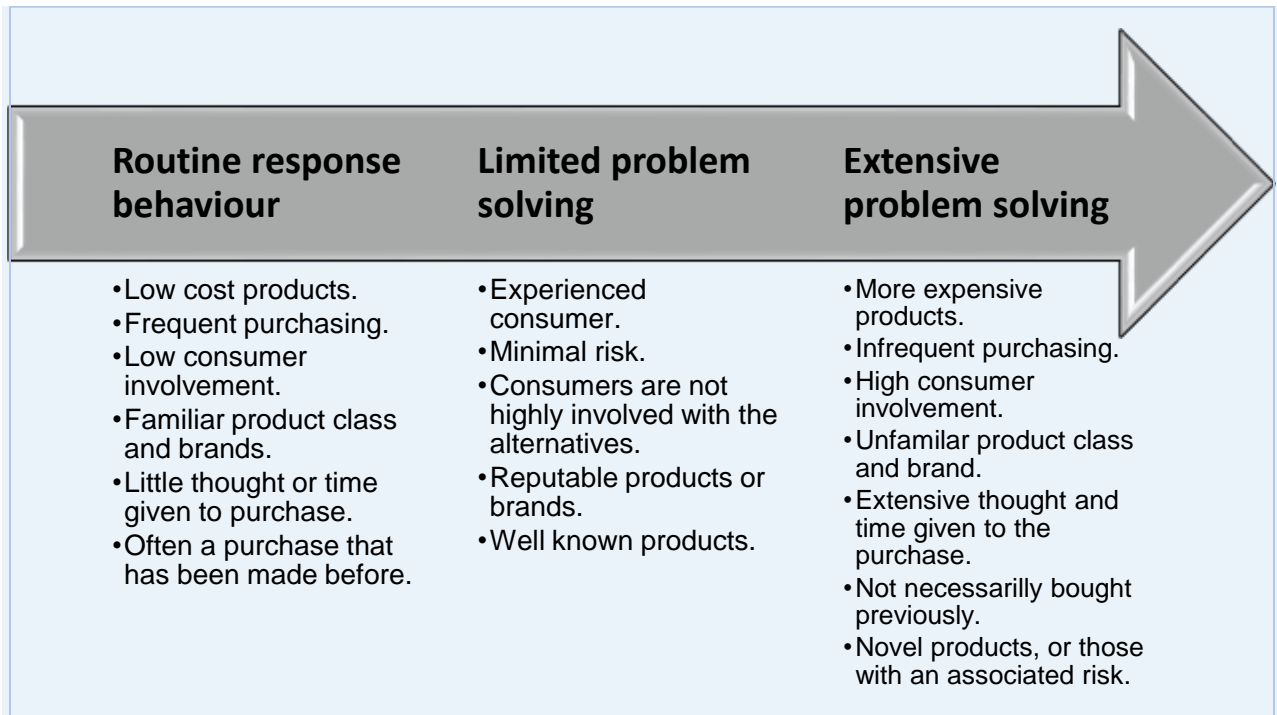 Routine response
behaviour
•Low cost products.
•Frequent purchasing.
•Low consumer
involvement.
•Familiar product class
and brands.
•Little thought or time
given to purchase.
•Often a purchase that
has been made before.
Limited problem
solving
•Experienced
consumer.
•Minimal risk.
•Consumers are not
highly involved with the
alternatives.
•Reputable products or
brands.
•Well known products.
Extensive
problem solving
•More expensive
products.
•Infrequent purchasing.
•High consumer
involvement.
•Unfamilar product class
and brand.
•Extensive thought and
time given to the
purchase.
•Not necessarilly bought
previously.
•Novel products, or those
with an associated risk.